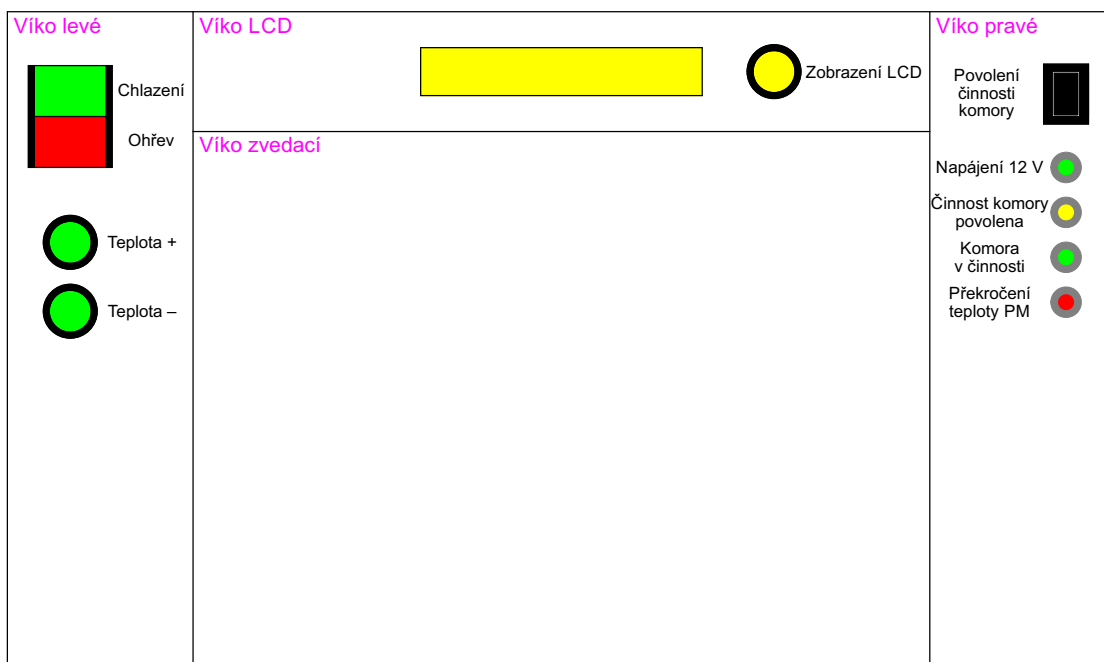 Víko levé
Chlazení
Ohřev
Teplota +
Teplota –
Víko LCD
Zobrazení LCD
Víko zvedací
Víko pravé
Povolení
činnosti
komory
Napájení 12 V
Činnost komory
povolena
Komora
v činnosti
Překročení
teploty PM